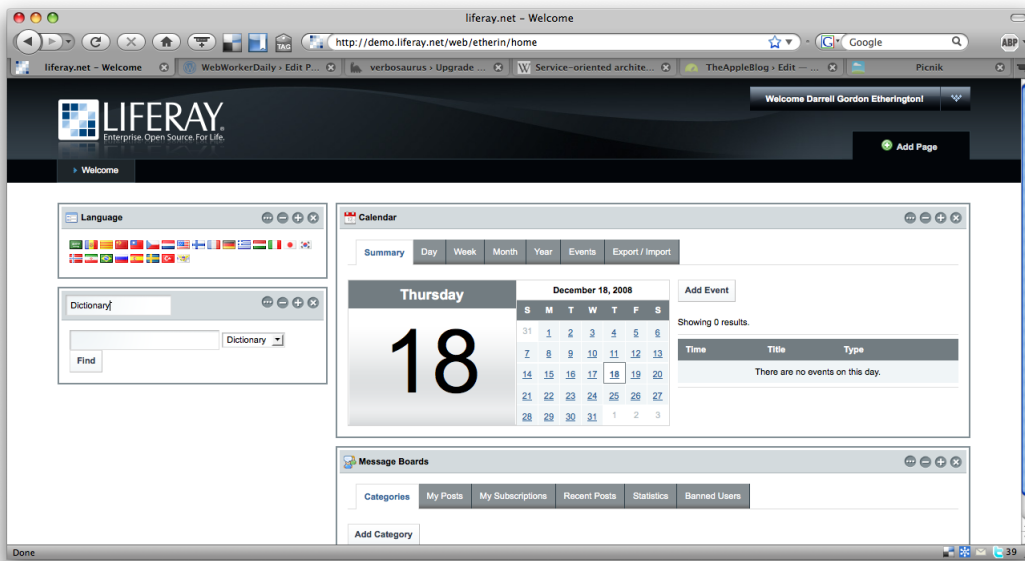 liferay.net – Welcome
http://demo.liferay.net/web/etherin/home
Google
ABP
TAG
liferay.net – Welcome
WebWorkerDaily › Edit P...
verbosaurus › Upgrade ...
W Service-oriented archite...
TheAppleBlog › Edit — ...
Picnik
LIFERAY.
Enterprise. Open Source. For Life.
Welcome Darrell Gordon Etherington!
Add Page
Welcome
Language
Dictionary
Dictionary
Find
Calendar
Summary Day Week Month Year Events Export / Import
Thursday
18
December 18, 2008
S M T W T F S
31 1 2 3 4 5 6
7 8 9 10 11 12 13
14 15 16 17 18 19 20
21 22 23 24 25 26 27
28 29 30 31 1 2 3
Add Event
Showing 0 results.
Time Title Type
There are no events on this day.
Message Boards
Categories My Posts My Subscriptions Recent Posts Statistics Banned Users
Add Category
Done
39